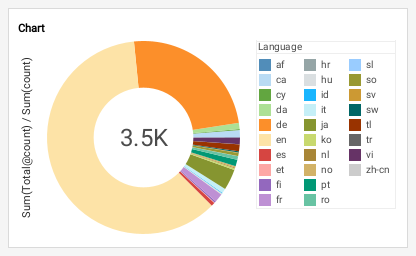 Chart
Sum(Total@count) / Sum(count)
3.5K
Language
af
ca
cy
da
de
en
es
et
fi
fr
hr
hu
id
it
ja
ko
nl
no
pt
ro
sl
so
sv
sw
tl
tr
vi
zh-cn